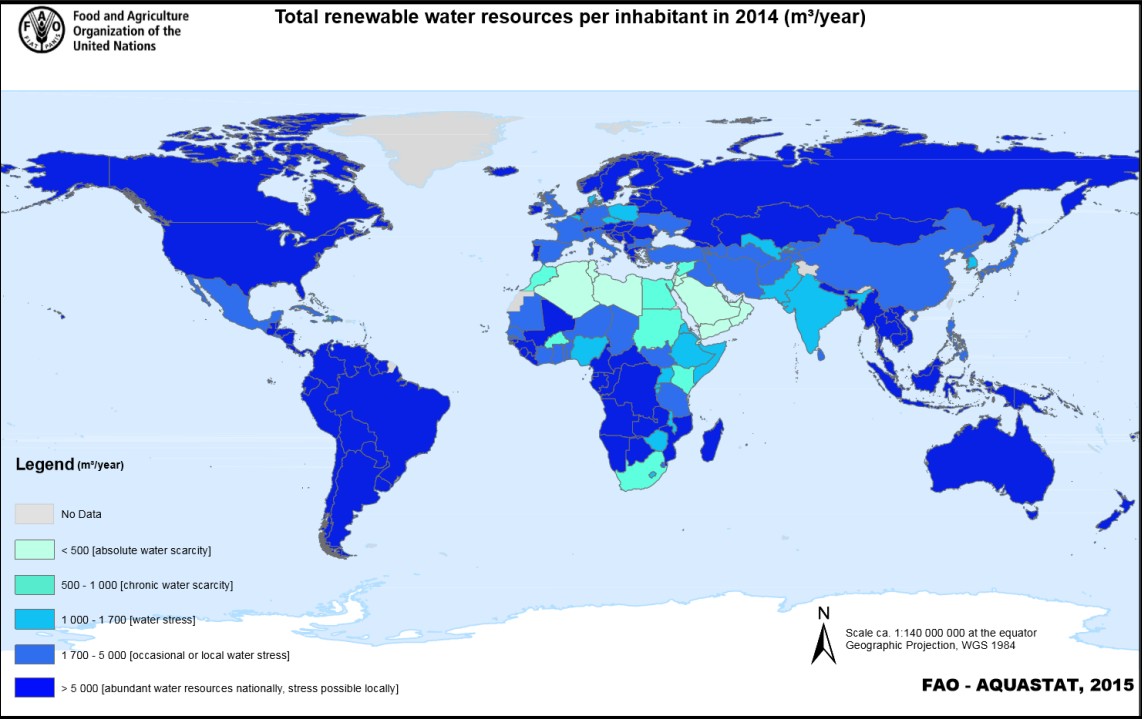 Total renewable water resources per inhabitant in 2014 (m³/year)
Food and Agriculture
Organization of the
United Nations
F A O
FIAT PANIS
Legend (m³/year)
No Data
< 500 [absolute water scarcity]
500 - 1 000 [chronic water scarcity]
1 000 - 1 700 [water stress]
1 700 - 5 000 [occasional or local water stress]
> 5 000 [abundant water resources nationally, stress possible locally]
N
Scale ca. 1:140 000 000 at the equator
Geographic Projection, WGS 1984
FAO - AQUASTAT, 2015